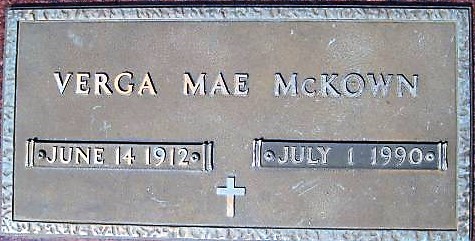 VERGA MAE McKOWN
JUNE 14 1912 JULY 1 1990